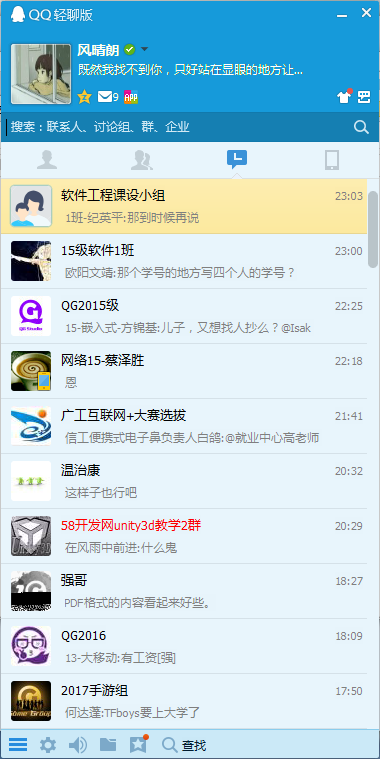 QQ轻聊版
风晴朗
既然我找不到你，只好站在显眼的地方让...
9
APP
搜索：联系人、讨论组、群、企业
软件工程课设小组 23:03
1班-纪英平:那到时候再说
15级软件1班 23:00
欧阳文靖:那个学号的地方写四个人的学号？
QG2015级 22:25
15-嵌入式-方锦基:儿子，又想找人抄么？@Isak
QG Studio
网络15-蔡泽胜 22:18
恩
广工互联网+大赛选拔 21:41
信工便携式电子鼻负责人白鸽:@就业中心高老师
温治康 20:32
这样子也行吧
58开发网unity3d教学2群 20:29
在风雨中前进:什么鬼
强哥 18:27
PDF格式的内容看起来好些。
QG2016 18:09
13-大移动:有工资[强]
2017手游组 17:50
何达蓬:TFboys要上大学了
Game Group
查找